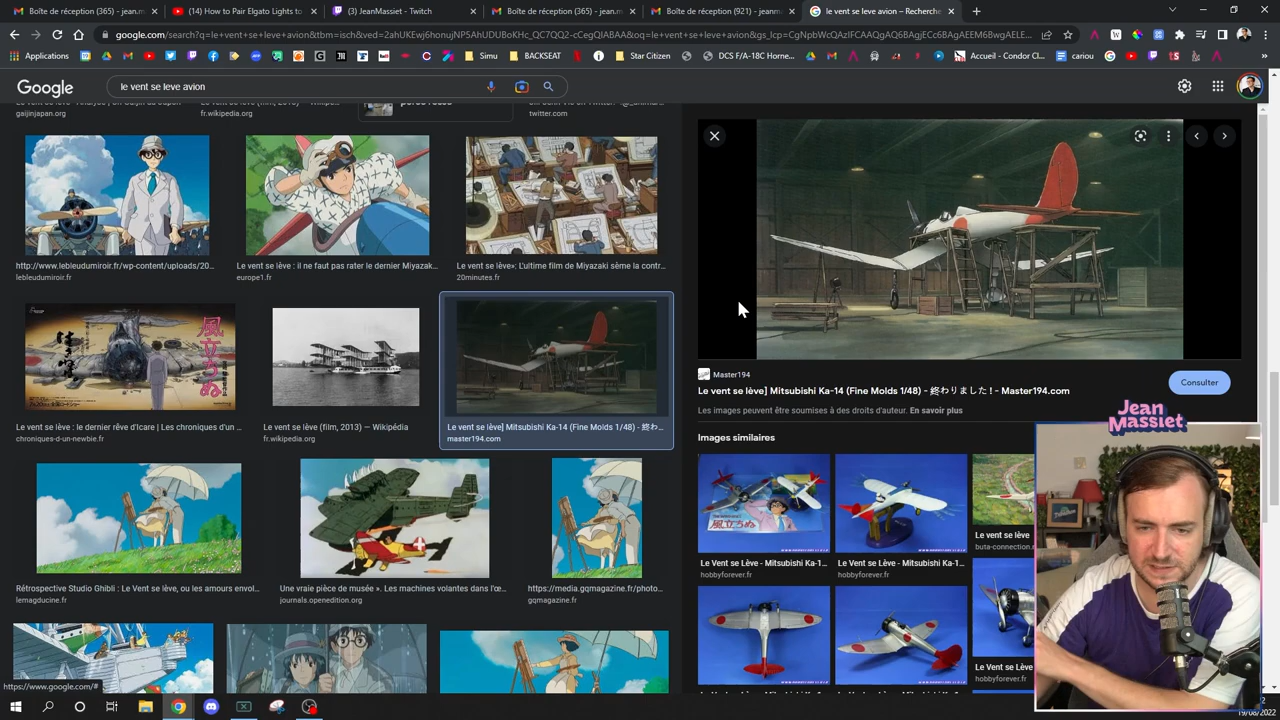 Boîte de réception (365) - jean.m
(14) How to Pair Elgato Lights to
(3) JeanMassiet - Twitch
Boîte de réception (365) - jean.m
Boîte de réception (921) - jeanm
le vent se leve avion - Recherche
google.com/search?q=le+vent+se+leve+avion&tbm=isch&ved=
Applications
Simu
BACKSEAT
Star Citizen
DCS F/A-18C Horne...
Accueil - Condor Cl...
cariou
Google
le vent se leve avion
gaijinjapan.org
fr.wikipedia.org
twitter.com
http://www.lebleudumiroir.fr/wp-content/uploads/20...
lebleudumiroir.fr
Le vent se lève : il ne faut pas rater le dernier Miyazak...
europe1.fr
Le vent se lève»: L'ultime film de Miyazaki sème la contr...
20minutes.fr
風立ちぬ
Le vent se lève : le dernier rêve d'Icare | Les chroniques d'un ...
chroniques-d-un-newbie.fr
Le vent se lève (film, 2013) — Wikipédia
fr.wikipedia.org
Le vent se lève] Mitsubishi Ka-14 (Fine Molds 1/48) - 終わ...
master194.com
Rétrospective Studio Ghibli : Le Vent se lève, ou les amours envol...
lemagducine.fr
Une vraie pièce de musée ». Les machines volantes dans l'œ...
journals.openedition.org
https://media.gqmagazine.fr/photo...
gqmagazine.fr
https://www.google.com/#
Master194
Le vent se lève] Mitsubishi Ka-14 (Fine Molds 1/48) - 終わりました ! - Master194.com
Consulter
Les images peuvent être soumises à des droits d'auteur. En savoir plus
Images similaires
風立ちぬ
Le Vent se Lève - Mitsubishi Ka-1...
hobbyforever.fr
Le Vent se Lève - Mitsubishi Ka-1...
hobbyforever.fr
Le vent se lève
buta-connection.n
Le Vent se Lève
hobbyforever.fr
Jean
Massiet
19/08/2022